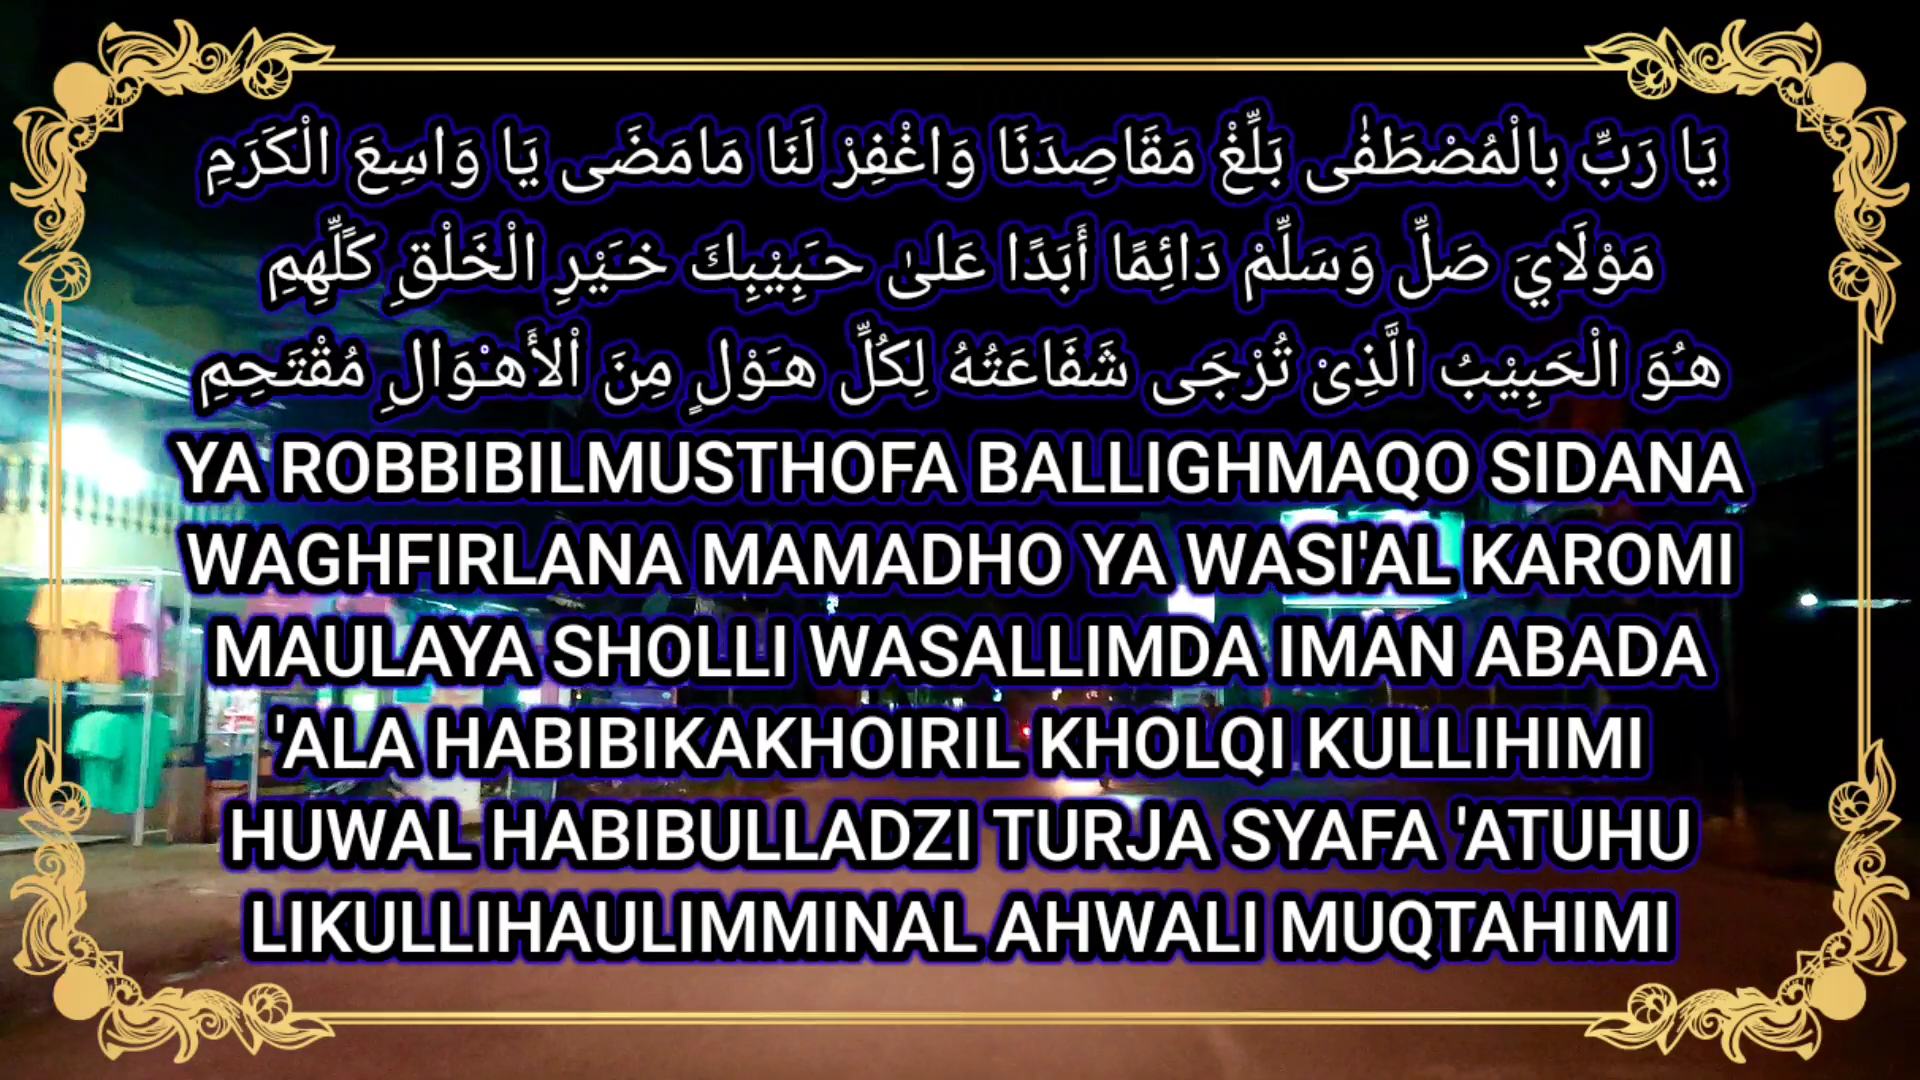 يَا رَبِّ بالْمُصْطَفٰى بَلِّغْ مَقَاصِدَنَا وَاغْفِرْ لَنَا مَامَضَى يَا وَاسِعَ الْكَرَمِ
مَوْلَايَ صَلِّ وَسَلِّمْ دَائِمًا أَبَدًا عَلىٰ حَبِيْبِكَ خَيْرِ الْخَلْقِ كًلِّهِمِ
هُوَ الْحَبِيْبُ الَّذِىْ تُرْجَى شَفَاعَتُهُ لِكُلِّ هَوْلٍ مِنَ اْلأَهْوَالِ مُقْتَحِمِ
YA ROBBIBILMUSTHOFA BALLIGHMAQO SIDANA
WAGHFIRLANA MAMADHO YA WASI'AL KAROMI
MAULAYA SHOLLI WASALLIMDA IMAN ABADA
'ALA HABIBIKAKHOIRIL KHOLQI KULLIHIMI
HUWAL HABIBULLADZI TURJA SYAFA 'ATUHU
LIKULLIHAULIMMINAL AHWALI MUQTAHIMI